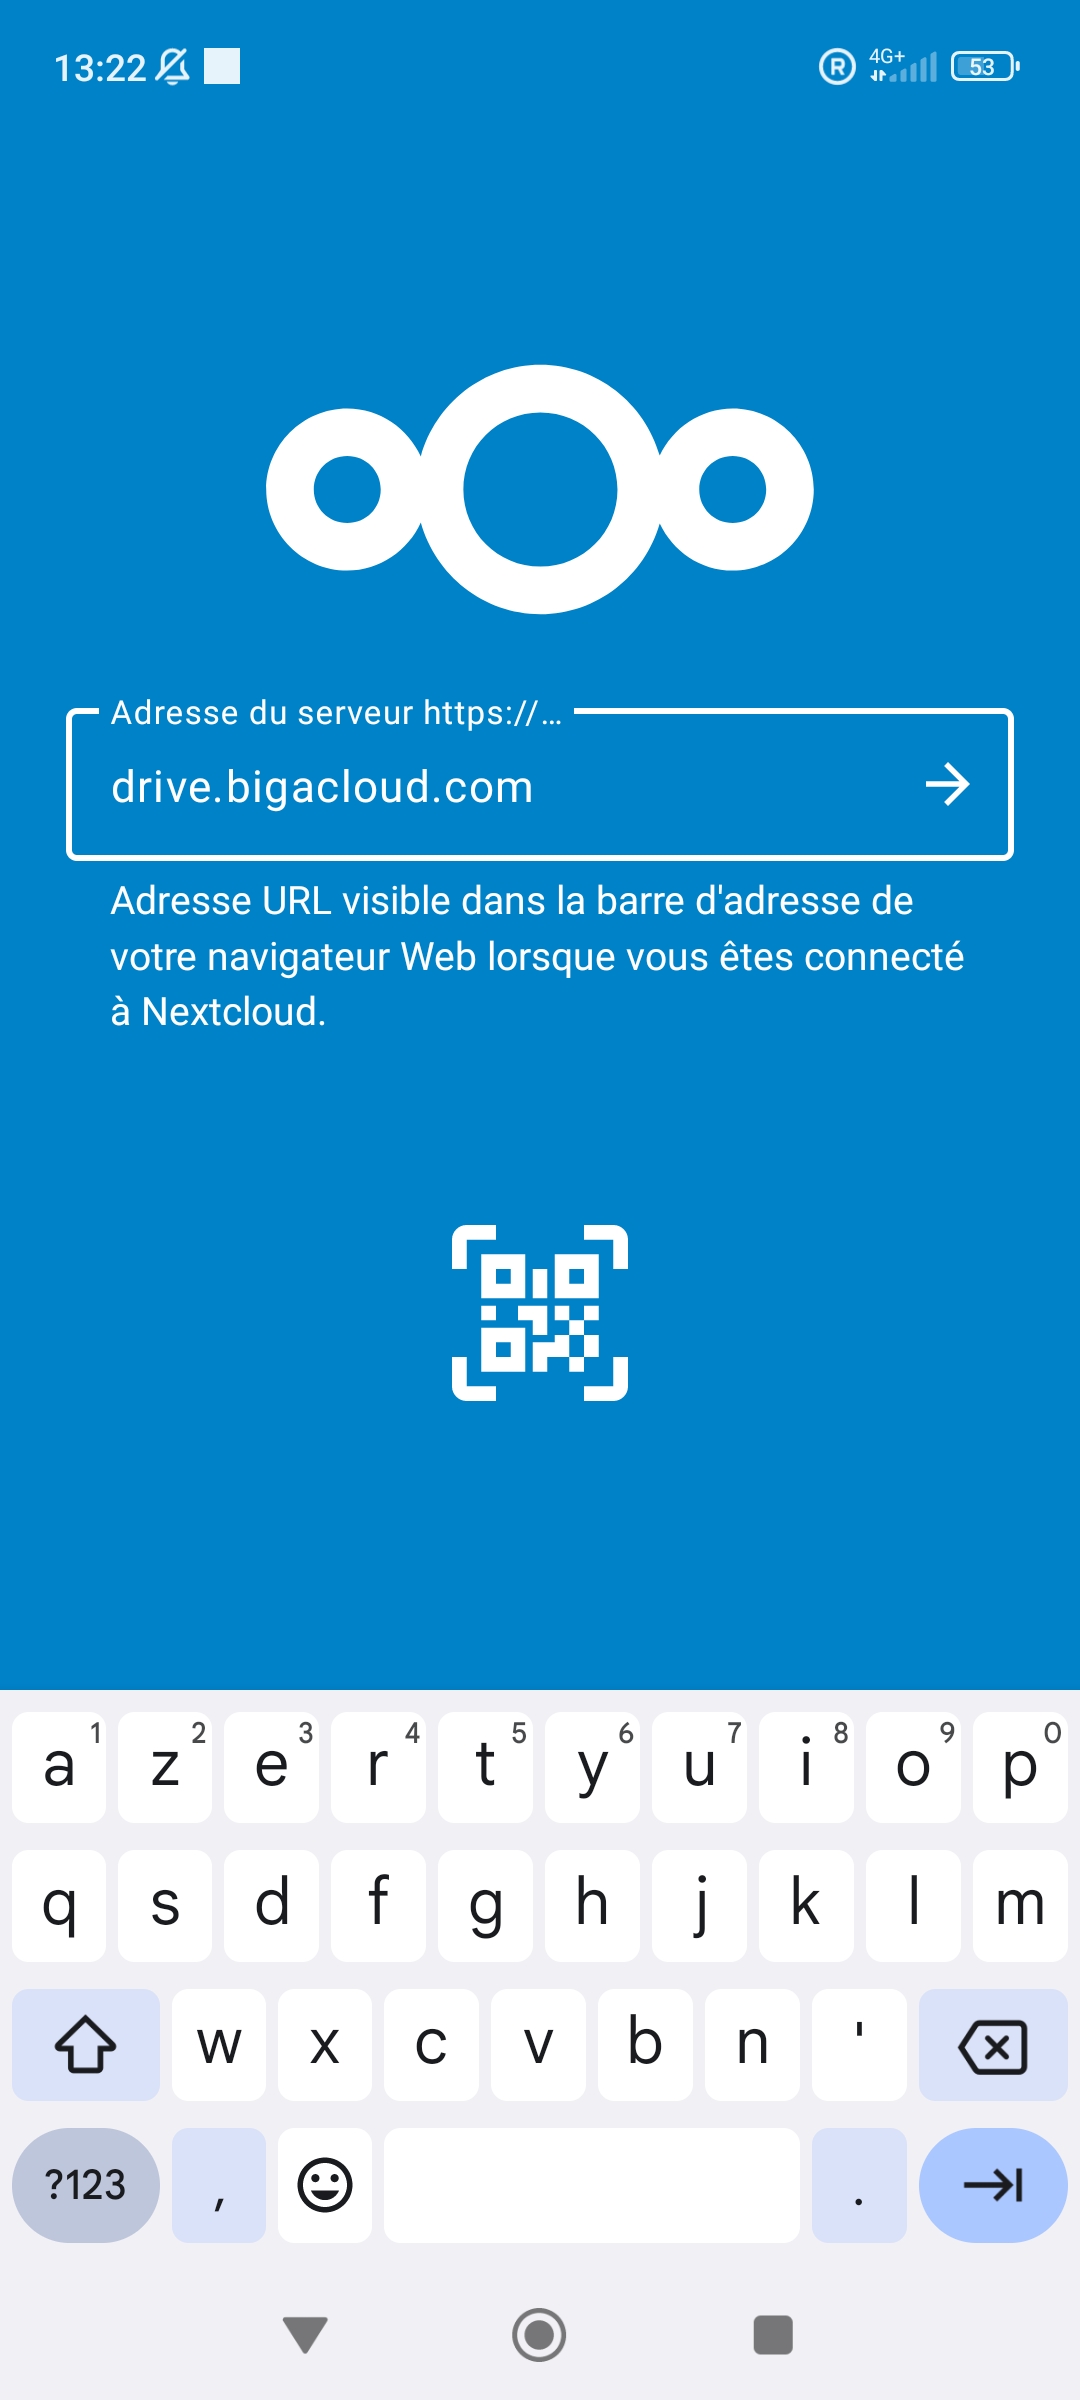 13:22
R
4G+
53
Adresse du serveur https://...
drive.bigacloud.com
Adresse URL visible dans la barre d'adresse de
votre navigateur Web lorsque vous êtes connecté
à Nextcloud.
a 1 z 2 e 3 r 4 t 5 y 6 u 7 i 8 o 9 p 0
q s d f g h j k l m
w x c v b n '
?123 , .